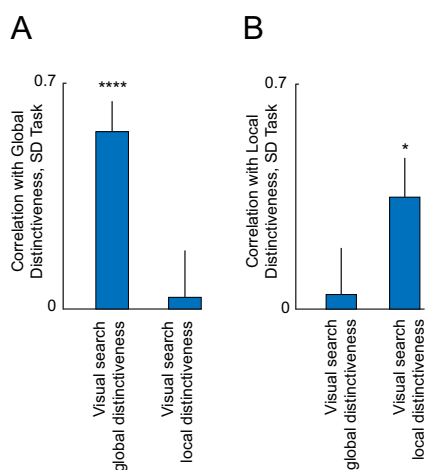 A
0.7
Correlation with Global
Distinctiveness, SD Task
0
****
Visual search
global distinctiveness
Visual search
local distinctiveness
B
0.7
Correlation with Local
Distinctiveness, SD Task
0
*
Visual search
global distinctiveness
Visual search
local distinctiveness